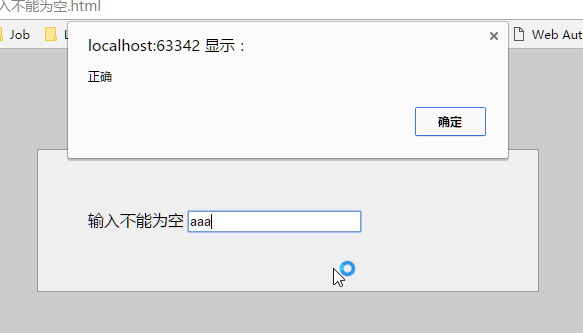 入不能为空.html
Job
L
Web Aut
localhost:63342 显示：
正确
确定
输入不能为空 aaa